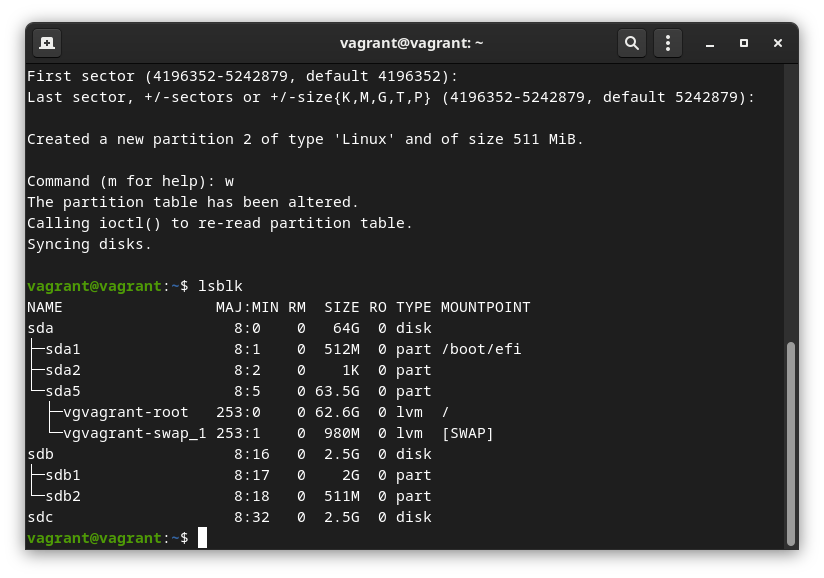 vagrant@vagrant: ~
First sector (4196352-5242879, default 4196352):
Last sector, +/-sectors or +/-size{K,M,G,T,P} (4196352-5242879, default 5242879):
Created a new partition 2 of type 'Linux' and of size 511 MiB.
Command (m for help): w
The partition table has been altered.
Calling ioctl() to re-read partition table.
Syncing disks.
vagrant@vagrant:~$ lsblk
NAME                 MAJ:MIN RM  SIZE RO TYPE MOUNTPOINT
sda                    8:0    0   64G  0 disk
├─sda1                 8:1    0  512M  0 part /boot/efi
├─sda2                 8:2    0    1K  0 part
└─sda5                 8:5    0 63.5G  0 part
  ├─vgvagrant-root   253:0    0 62.6G  0 lvm  /
  └─vgvagrant-swap_1 253:1    0  980M  0 lvm  [SWAP]
sdb                    8:16   0  2.5G  0 disk
├─sdb1                 8:17   0    2G  0 part
└─sdb2                 8:18   0  511M  0 part
sdc                    8:32   0  2.5G  0 disk
vagrant@vagrant:~$